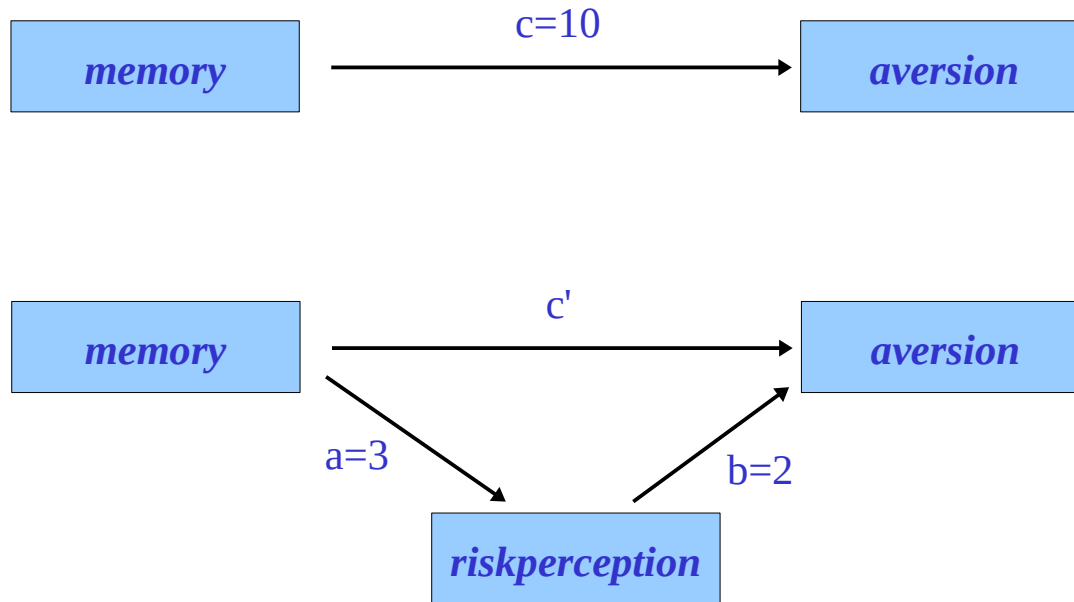 c=10
memory
aversion
c'
memory
aversion
a=3
b=2
riskperception